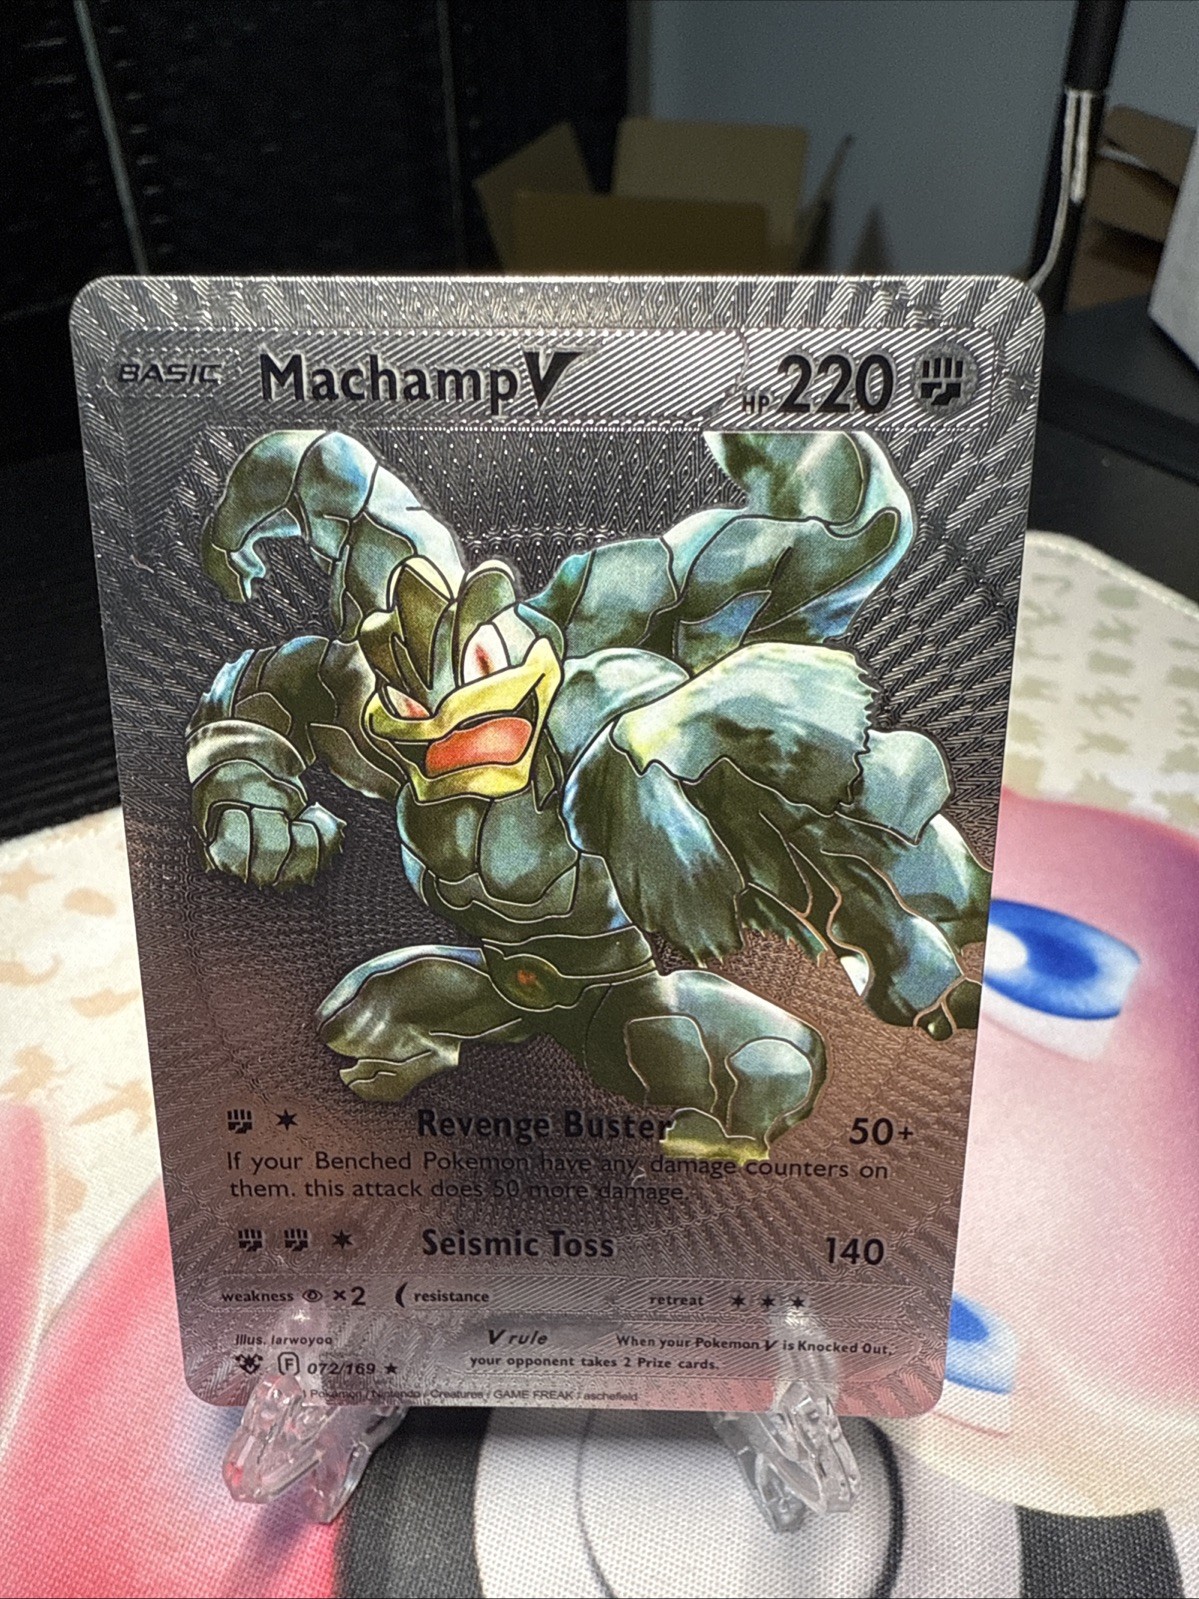 BASIC Machamp V HP 220
Revenge Buster 50+
If your Benched Pokemon have any damage counters on
them. this attack does 50 more damage.
Seismic Toss 140
weakness ×2 resistance retreat
Illus. larwoyoo V rule When your Pokemon V is Knocked Out,
your opponent takes 2 Prize cards.
F 072/169
Pokemon / Nintendo / Creatures / GAME FREAK /